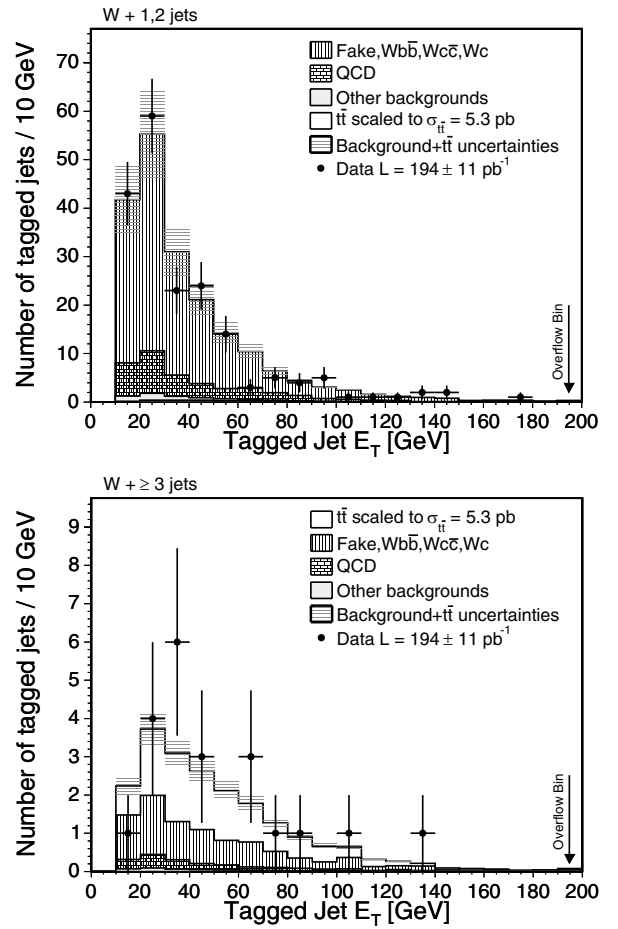 W + 1,2 jets
Number of tagged jets / 10 GeV
70
60
50
40
30
20
10
0
Fake,Wbb̅,Wcc̅,Wc
QCD
Other backgrounds
tt̅ scaled to σtt̅ = 5.3 pb
Background+tt̅ uncertainties
Data L = 194 ± 11 pb⁻¹
Overflow Bin
0 20 40 60 80 100 120 140 160 180 200
Tagged Jet E_T [GeV]
W + ≥ 3 jets
Number of tagged jets / 10 GeV
9
8
7
6
5
4
3
2
1
0
tt̅ scaled to σtt̅ = 5.3 pb
Fake,Wbb̅,Wcc̅,Wc
QCD
Other backgrounds
Background+tt̅ uncertainties
Data L = 194 ± 11 pb⁻¹
Overflow Bin
0 20 40 60 80 100 120 140 160 180 200
Tagged Jet E_T [GeV]